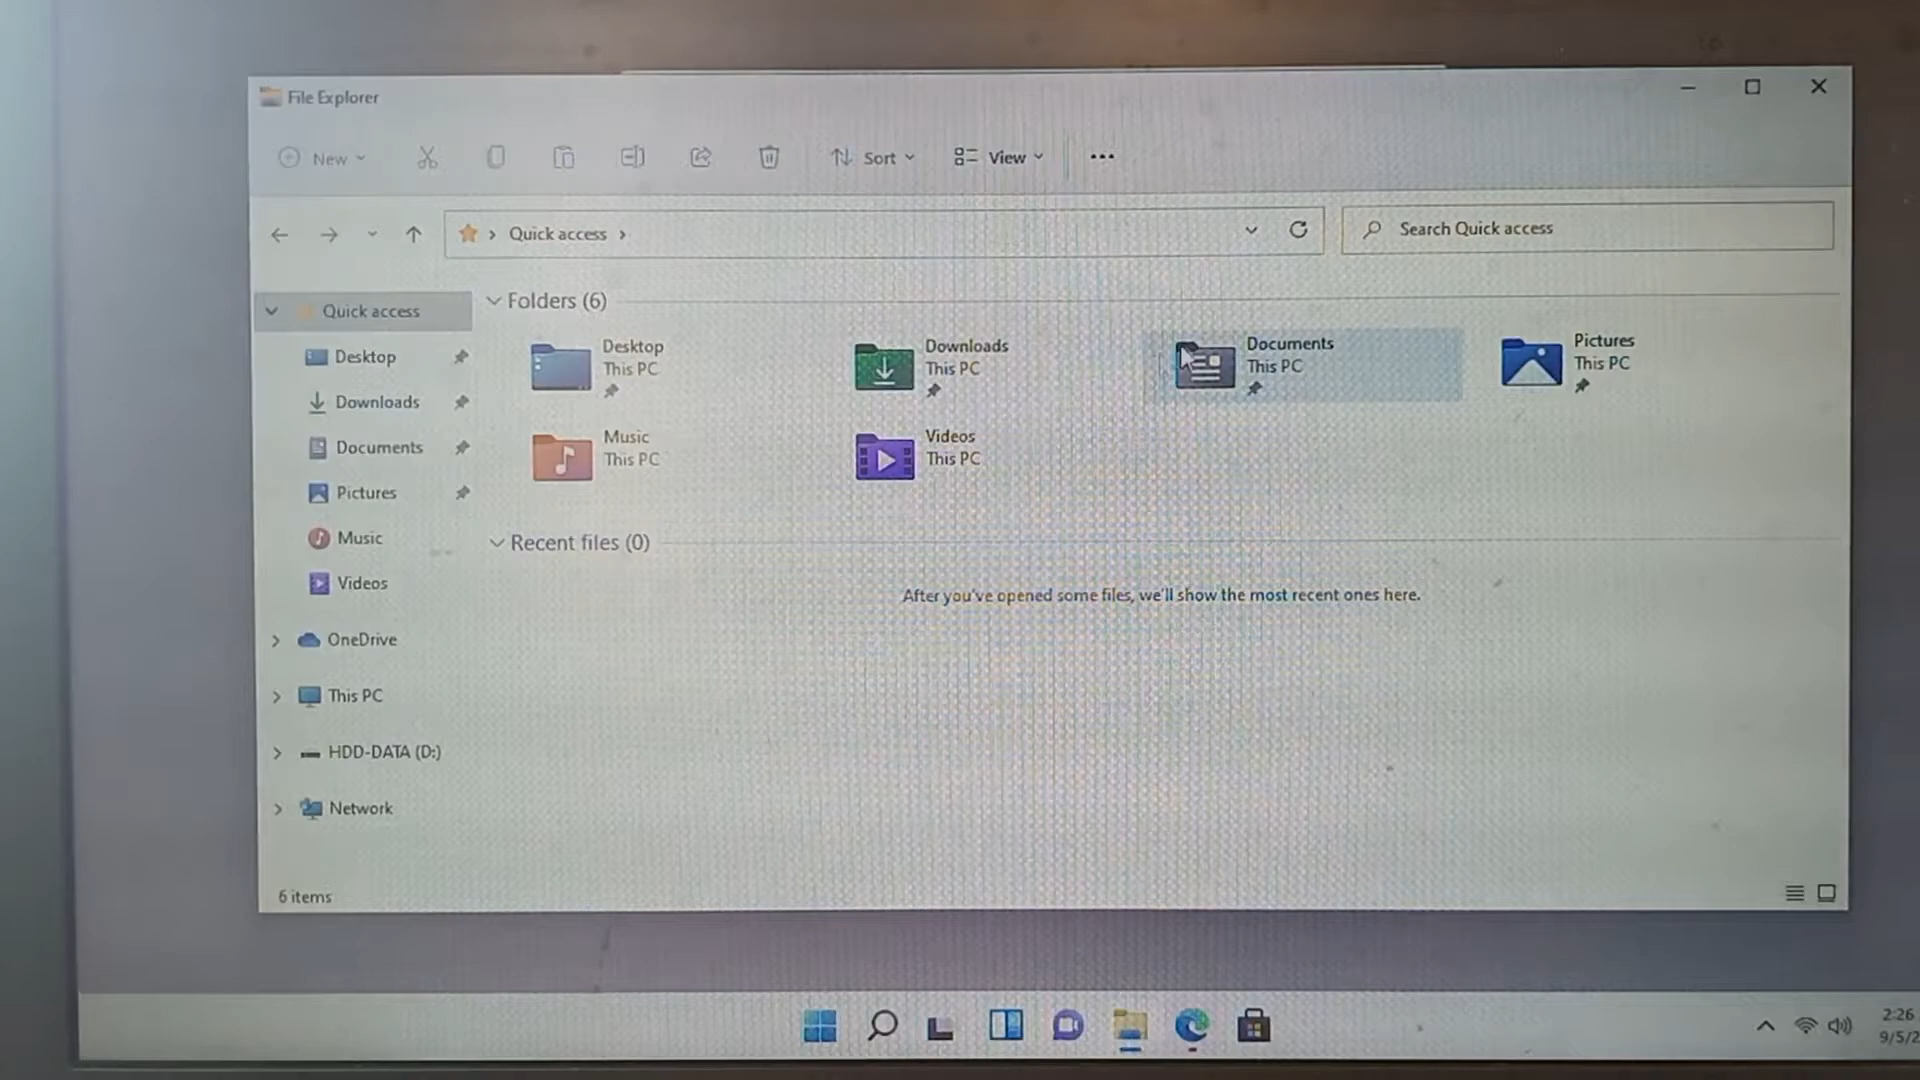 File Explorer
New
Sort
View
Quick access
Search Quick access
Quick access
Desktop
Downloads
Documents
Pictures
Music
Videos
OneDrive
This PC
HDD-DATA (D:)
Network
Folders (6)
Desktop
This PC
Downloads
This PC
Documents
This PC
Pictures
This PC
Music
This PC
Videos
This PC
Recent files (0)
After you've opened some files, we'll show the most recent ones here.
6 items
2:26
9/5/2